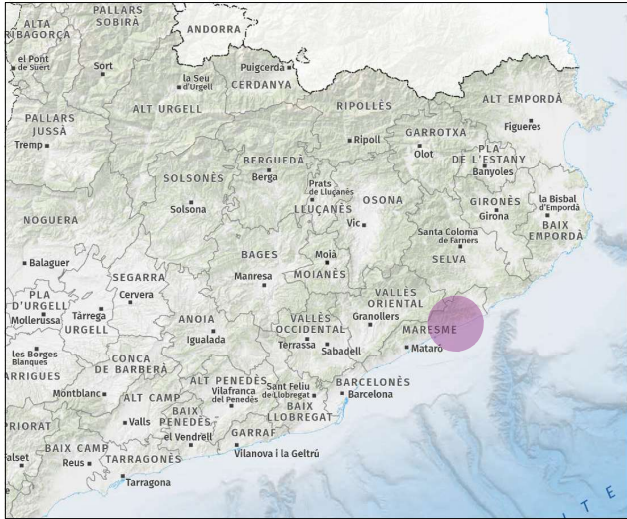 PALLARS
SOBIRÀ
ALTA
RIBAGORÇA
ANDORRA
el Pont
de Suert
Sort
la Seu
d'Urgell
Puigcerdà
CERDANYA
ALT URGELL
RIPOLLÈS
ALT EMPORDÀ
PALLARS
JUSSÀ
Tremp
Figueres
GARROTXA
Ripoll
Olot
PLA
DE L'ESTANY
Banyoles
BERGUEDÀ
Berga
SOLSONÈS
Solsona
Prats
de Lluçanès
LLUÇANÈS
OSONA
Vic
GIRONÈS
Girona
la Bisbal
d'Empordà
BAIX
EMPORDÀ
NOGUERA
Santa Coloma
de Farners
SELVA
Balaguer
BAGES
Manresa
Moià
MOIANÈS
SEGARRA
Cervera
PLA
D'URGELL
Mollerussa
Tàrrega
URGELL
VALLÈS
ORIENTAL
Granollers
ANOIA
Igualada
VALLÈS
OCCIDENTAL
Terrassa
Sabadell
MARESME
Mataró
les Borges
Blanques
ARRIGUES
CONCA
DE BARBERÀ
Montblanc
ALT PENEDÈS
Vilafranca
del Penedès
Sant Feliu
de Llobregat
BARCELONÈS
Barcelona
ALT CAMP
Valls
BAIX
PENEDÈS
el Vendrell
BAIX
LLOBREGAT
GARRAF
Vilanova i la Geltrú
PRIORAT
Falset
BAIX CAMP
Reus
TARRAGONÈS
Tarragona
I T E